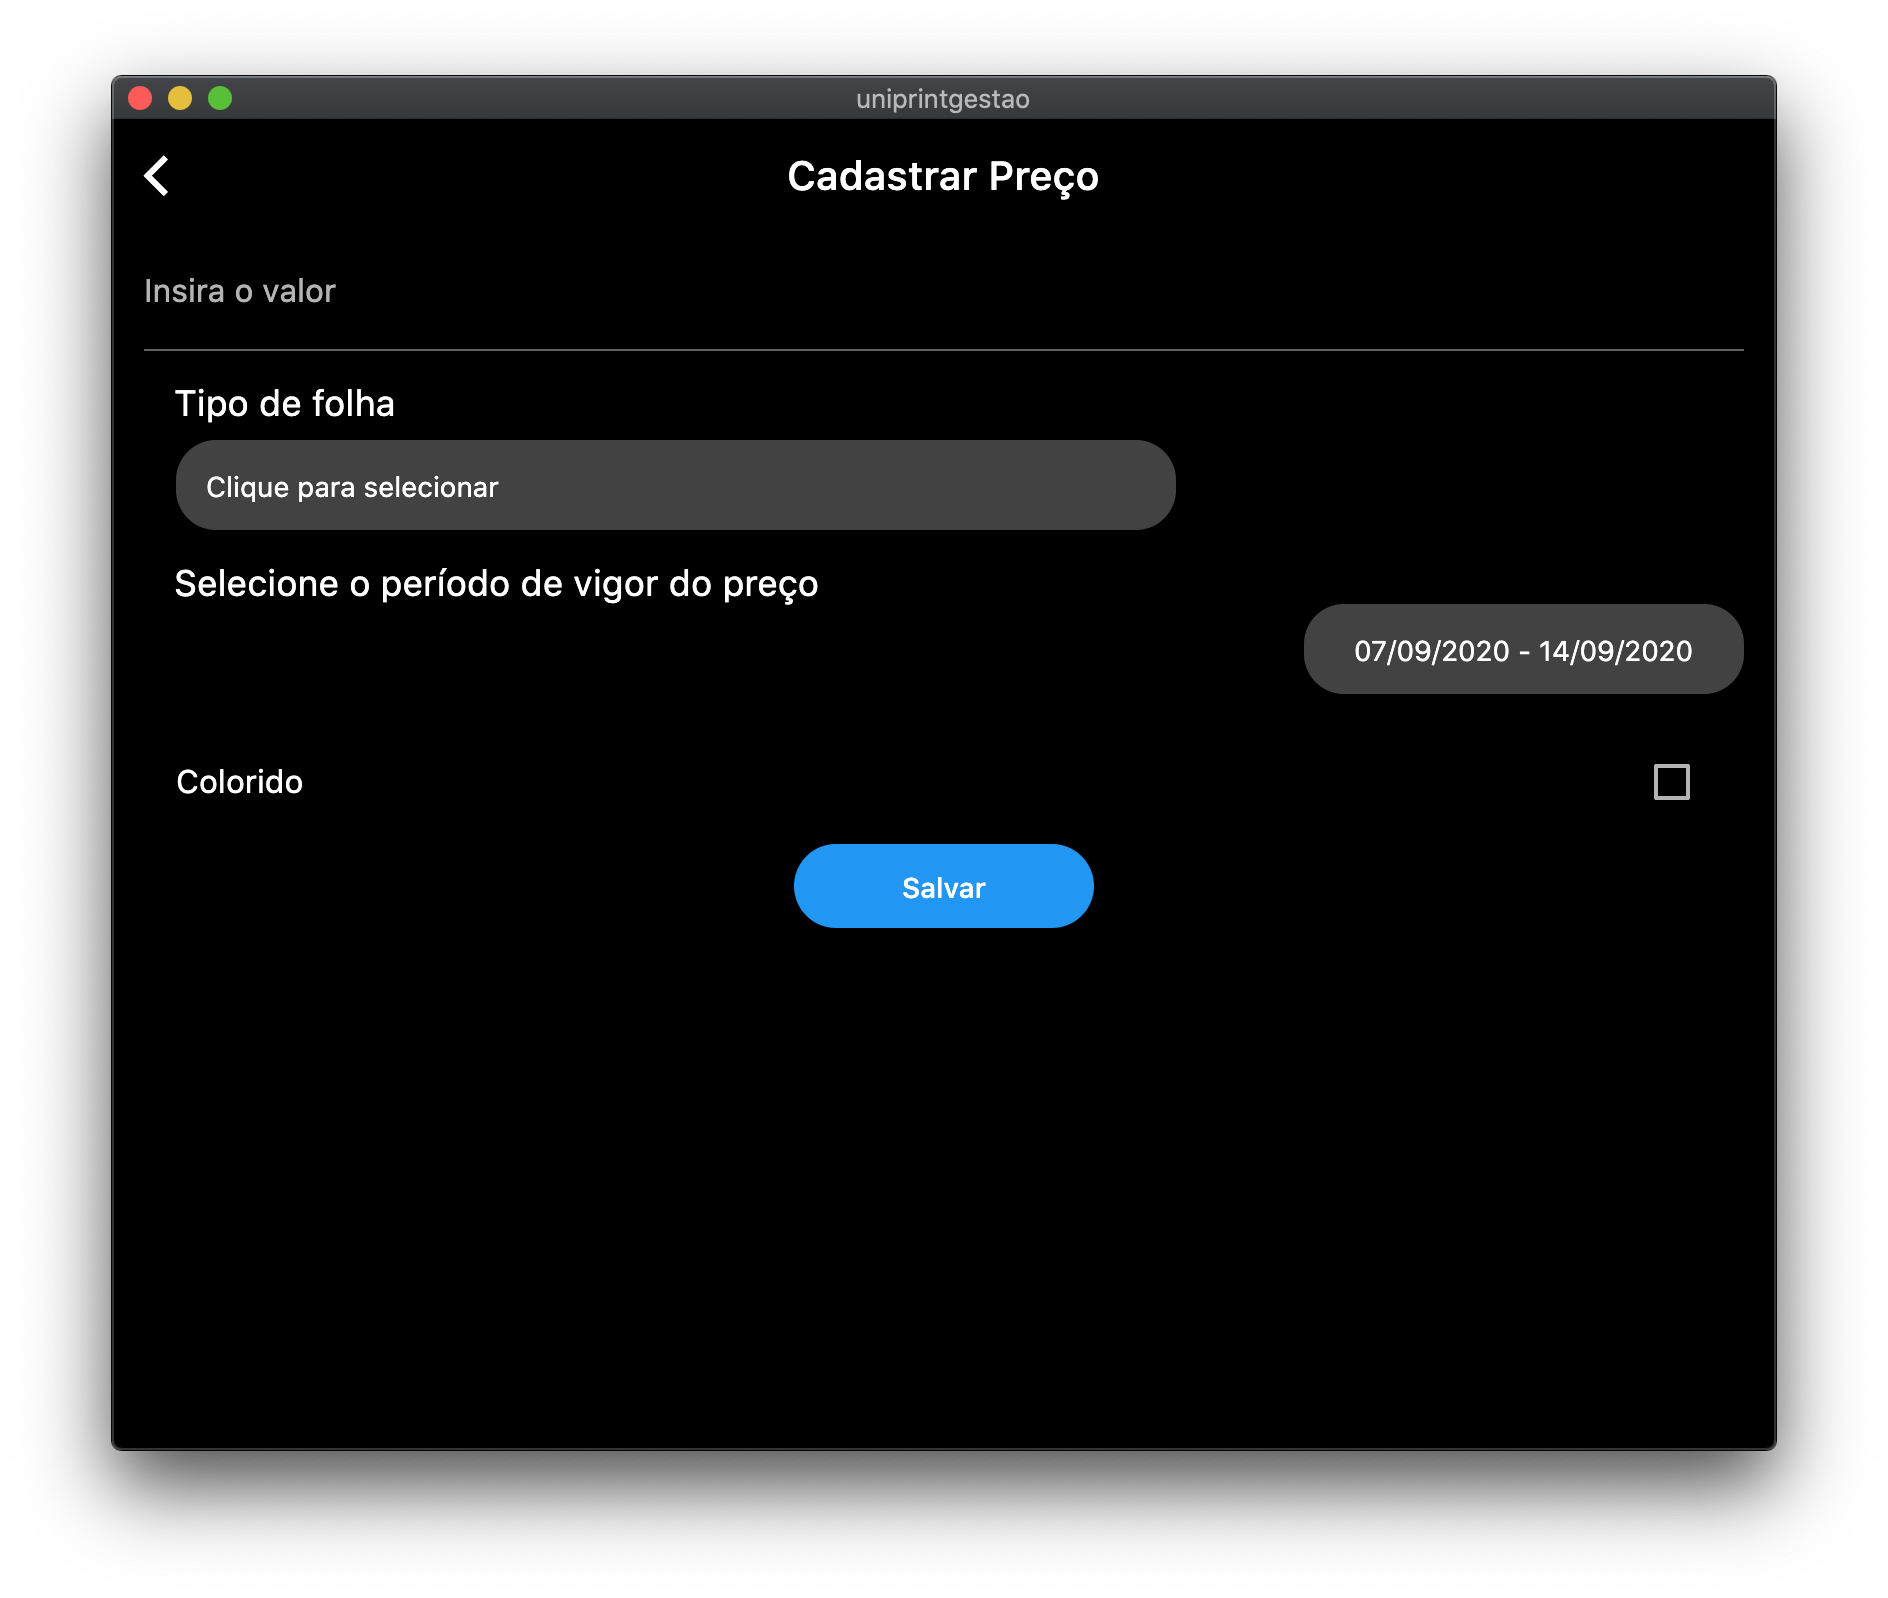 uniprintgestao
Cadastrar Preço
Insira o valor
Tipo de folha
Clique para selecionar
Selecione o período de vigor do preço
07/09/2020 - 14/09/2020
Colorido
Salvar